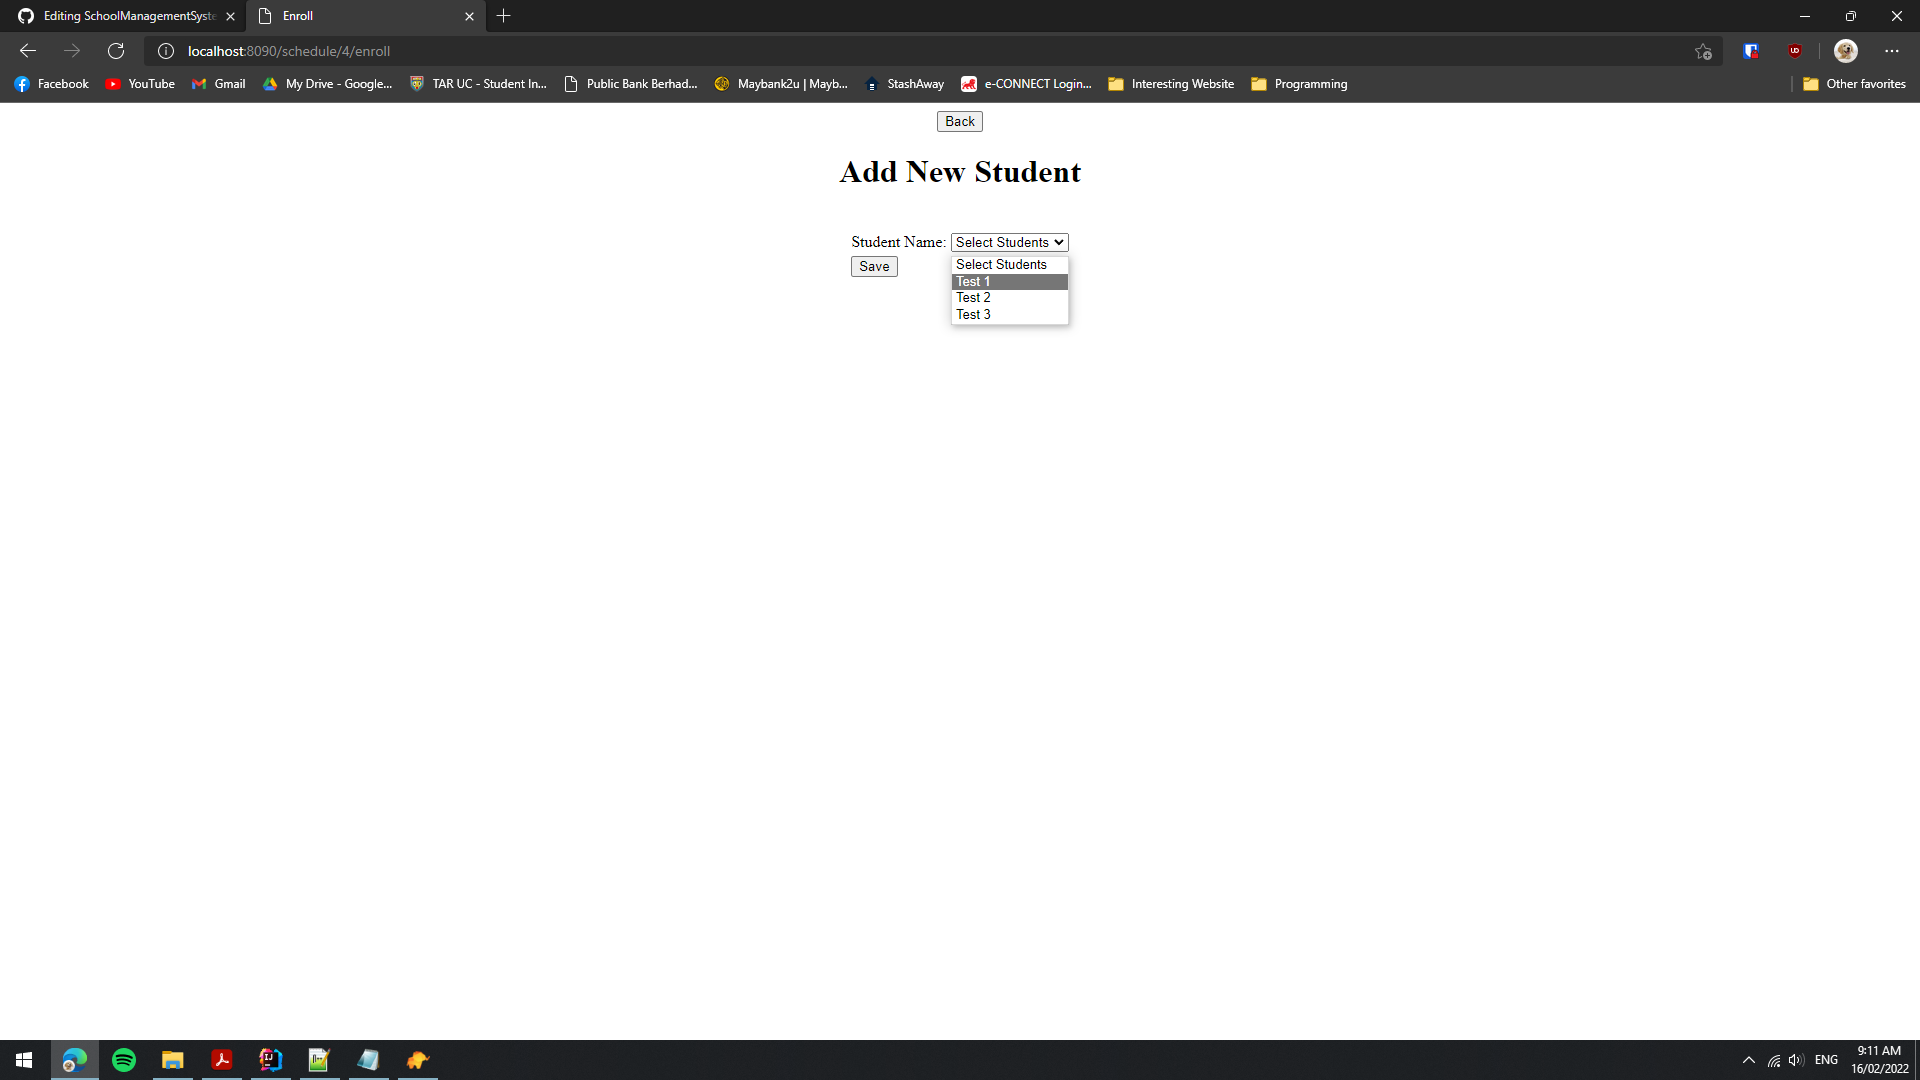 Editing SchoolManagementSyste
Enroll
localhost:8090/schedule/4/enroll
Facebook YouTube Gmail My Drive - Google... TAR UC - Student In... Public Bank Berhad... Maybank2u | Mayb... StashAway e-CONNECT Login... Interesting Website Programming Other favorites
Back
Add New Student
Student Name: Select Students
Save
Select Students
Test 1
Test 2
Test 3
ENG
9:11 AM
16/02/2022